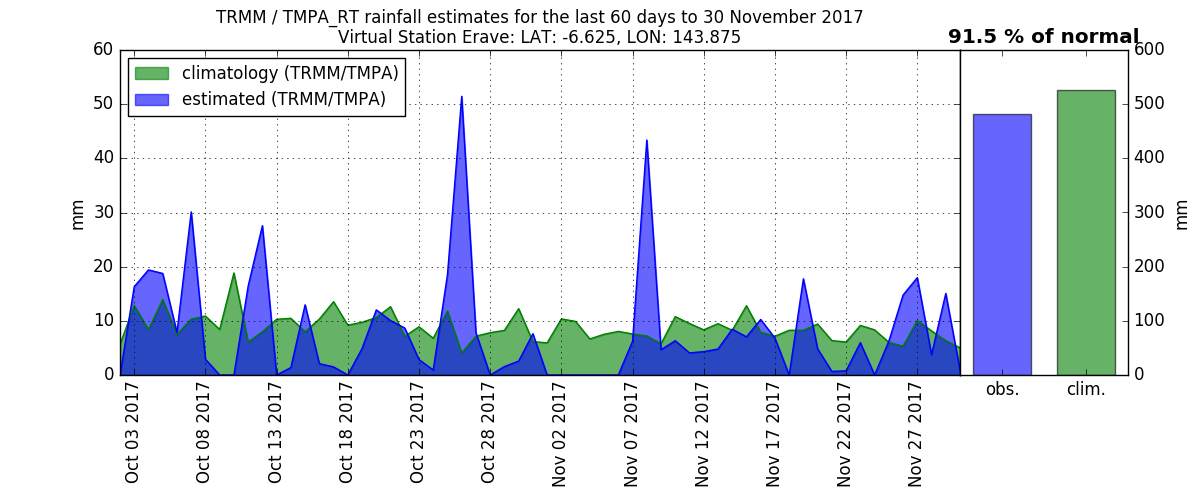 TRMM / TMPA_RT rainfall estimates for the last 60 days to 30 November 2017
Virtual Station Erave: LAT: -6.625, LON: 143.875
91.5 % of normal
climatology (TRMM/TMPA)
estimated (TRMM/TMPA)
60
50
40
30
20
10
0
mm
600
500
400
300
200
100
0
mm
Oct 03 2017
Oct 08 2017
Oct 13 2017
Oct 18 2017
Oct 23 2017
Oct 28 2017
Nov 02 2017
Nov 07 2017
Nov 12 2017
Nov 17 2017
Nov 22 2017
Nov 27 2017
obs.
clim.